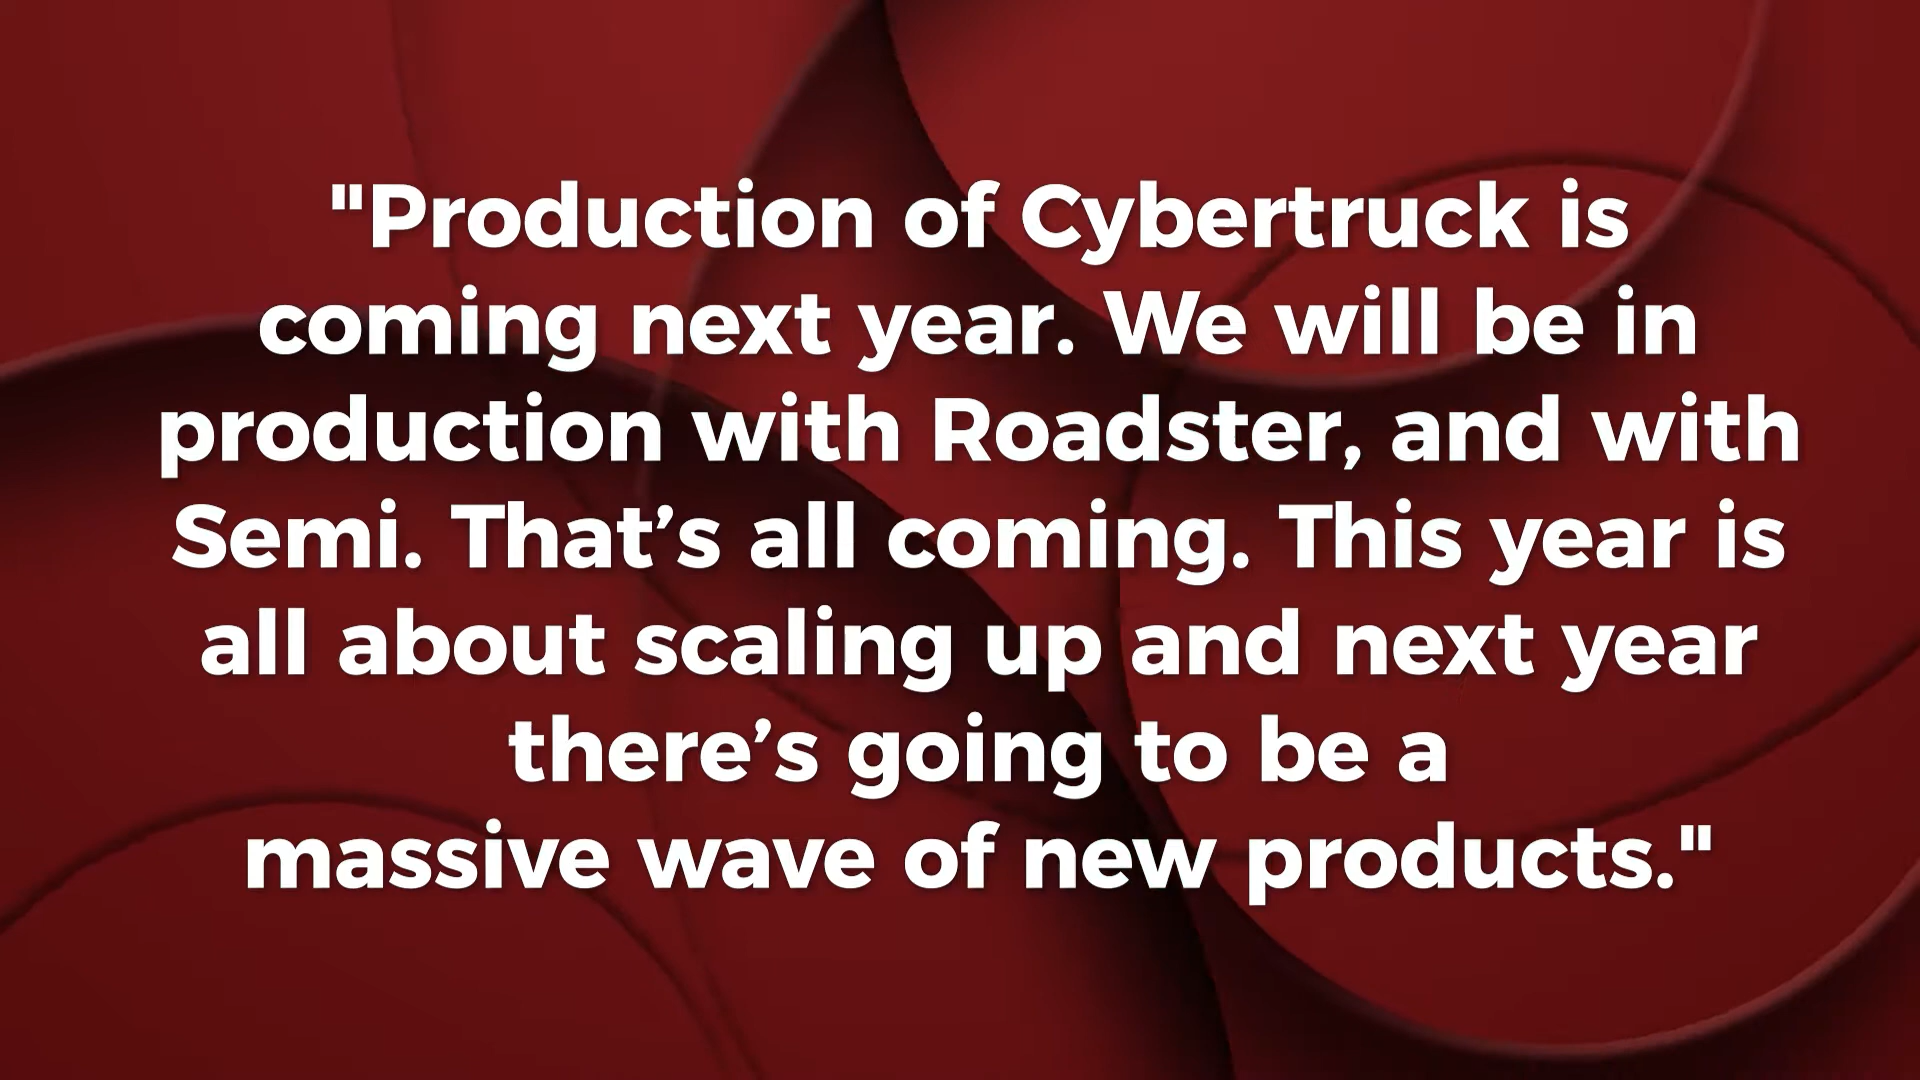 "Production of Cybertruck is
coming next year. We will be in
production with Roadster, and with
Semi. That’s all coming. This year is
all about scaling up and next year
there’s going to be a
massive wave of new products."